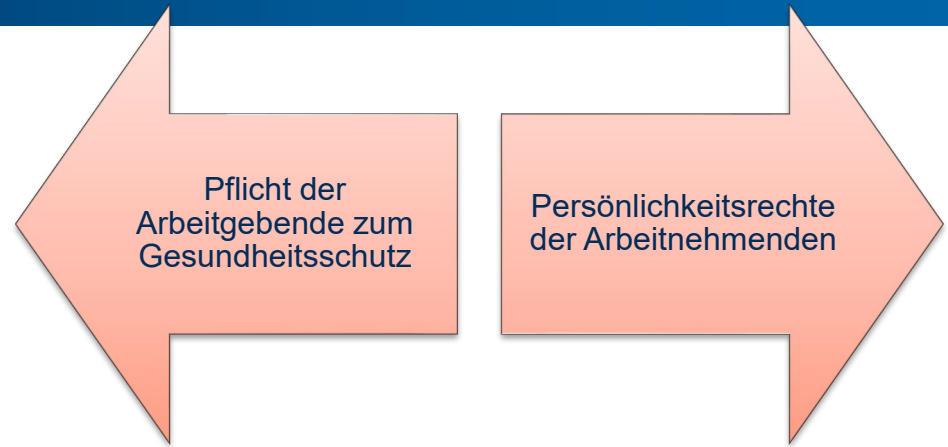 Pflicht der
Arbeitgebende zum
Gesundheitsschutz
Persönlichkeitsrechte
der Arbeitnehmenden